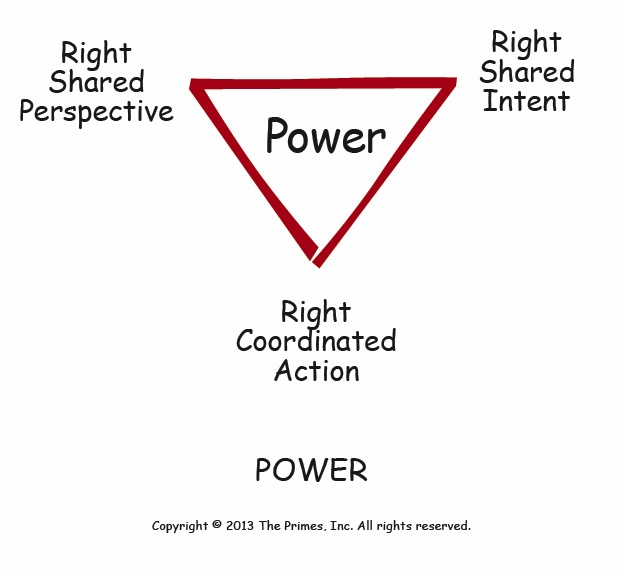 Right
Shared
Perspective
Right
Shared
Intent
Power
Right
Coordinated
Action
POWER
Copyright © 2013 The Primes, Inc. All rights reserved.